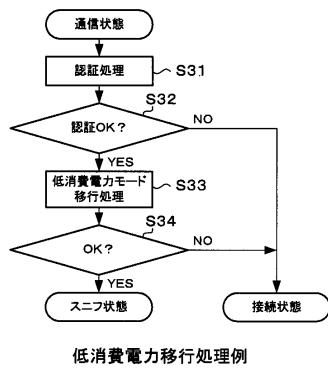 通信状態
認証処理
S31
S32
認証OK?
NO
YES
低消費電力モード
移行処理
S33
S34
OK?
NO
YES
スニフ状態
接続状態
低消費電力移行処理例